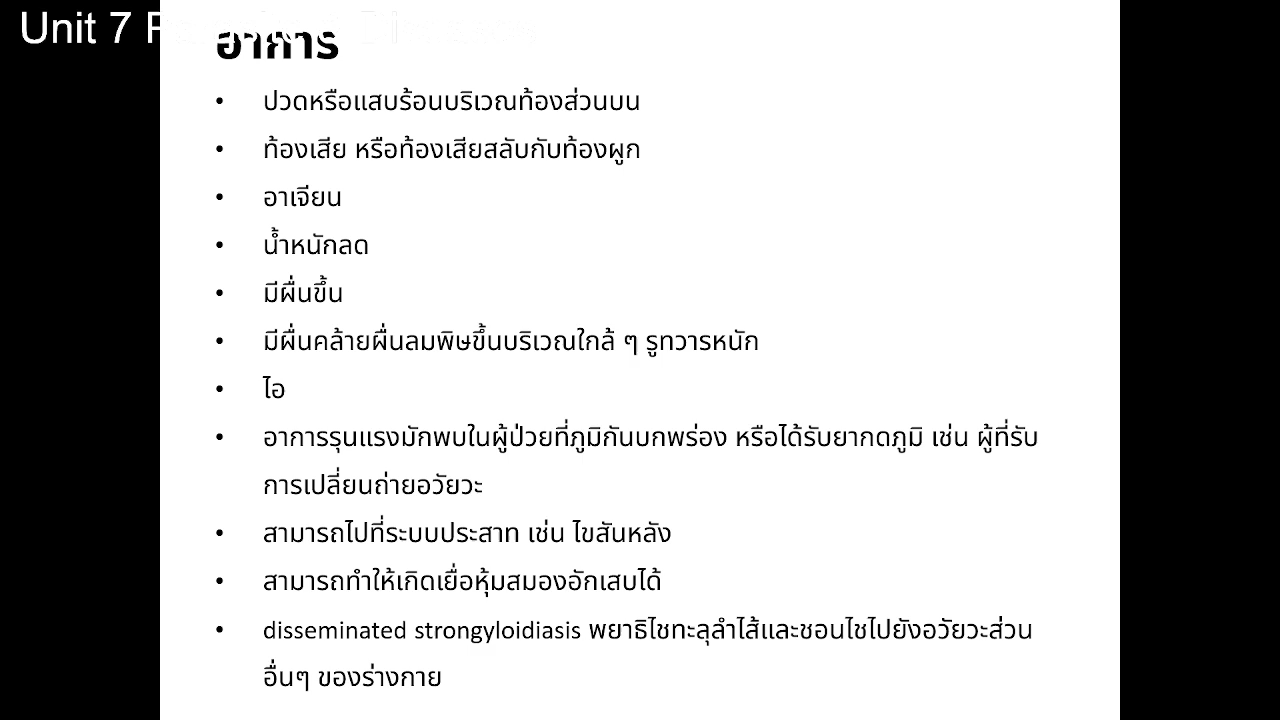 Unit 7
อาการ
• ปวดหรือแสบร้อนบริเวณท้องส่วนบน
• ท้องเสีย หรือท้องเสียสลับกับท้องผูก
• อาเจียน
• น้ำหนักลด
• มีผื่นขึ้น
• มีผื่นคล้ายผื่นลมพิษขึ้นบริเวณใกล้ ๆ รูทวารหนัก
• ไอ
• อาการรุนแรงมักพบในผู้ป่วยที่ภูมิกันบกพร่อง หรือได้รับยากดภูมิ เช่น ผู้ที่รับ
การเปลี่ยนถ่ายอวัยวะ
• สามารถไปที่ระบบประสาท เช่น ไขสันหลัง
• สามารถทำให้เกิดเยื่อหุ้มสมองอักเสบได้
• disseminated strongyloidiasis พยาธิไชทะลุลำไส้และชอนไชไปยังอวัยวะส่วน
อื่นๆ ของร่างกาย